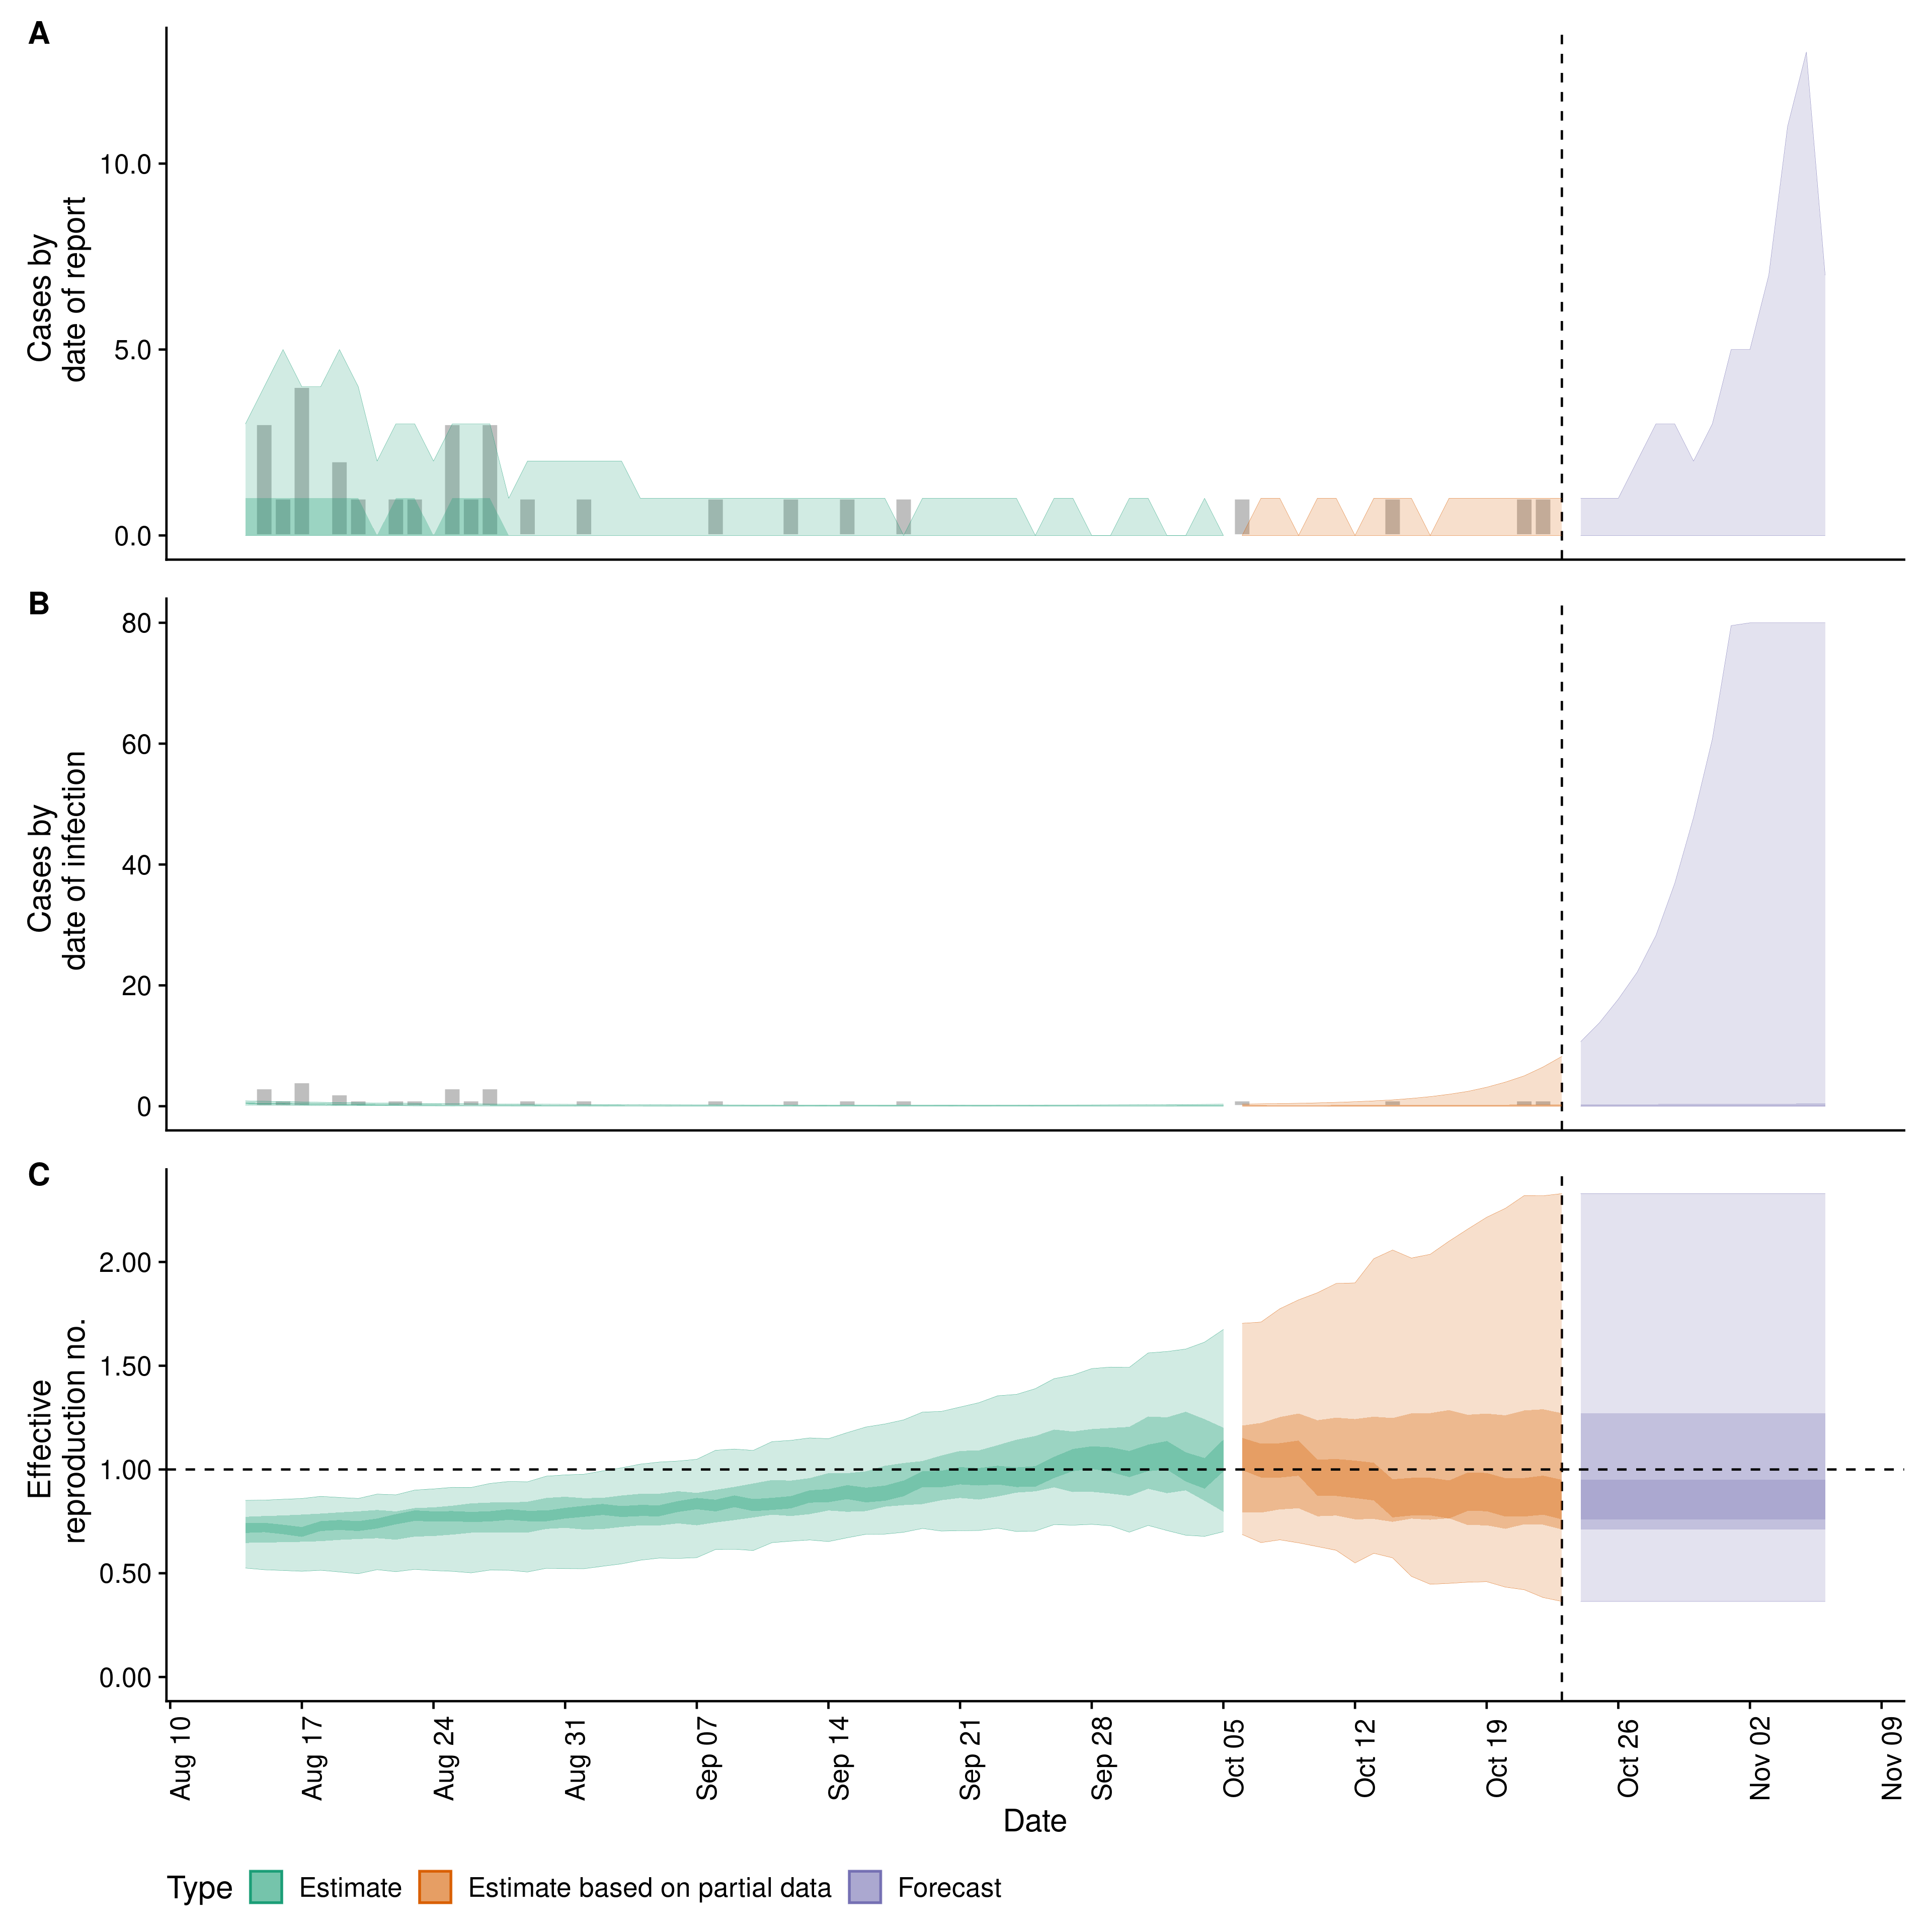 A
Cases by
date of report
10.0
5.0
0.0
B
Cases by
date of infection
80
60
40
20
0
C
Effective
reproduction no.
2.00
1.50
1.00
0.50
0.00
Aug 10
Aug 17
Aug 24
Aug 31
Sep 07
Sep 14
Sep 21
Sep 28
Oct 05
Oct 12
Oct 19
Oct 26
Nov 02
Nov 09
Date
Type Estimate Estimate based on partial data Forecast